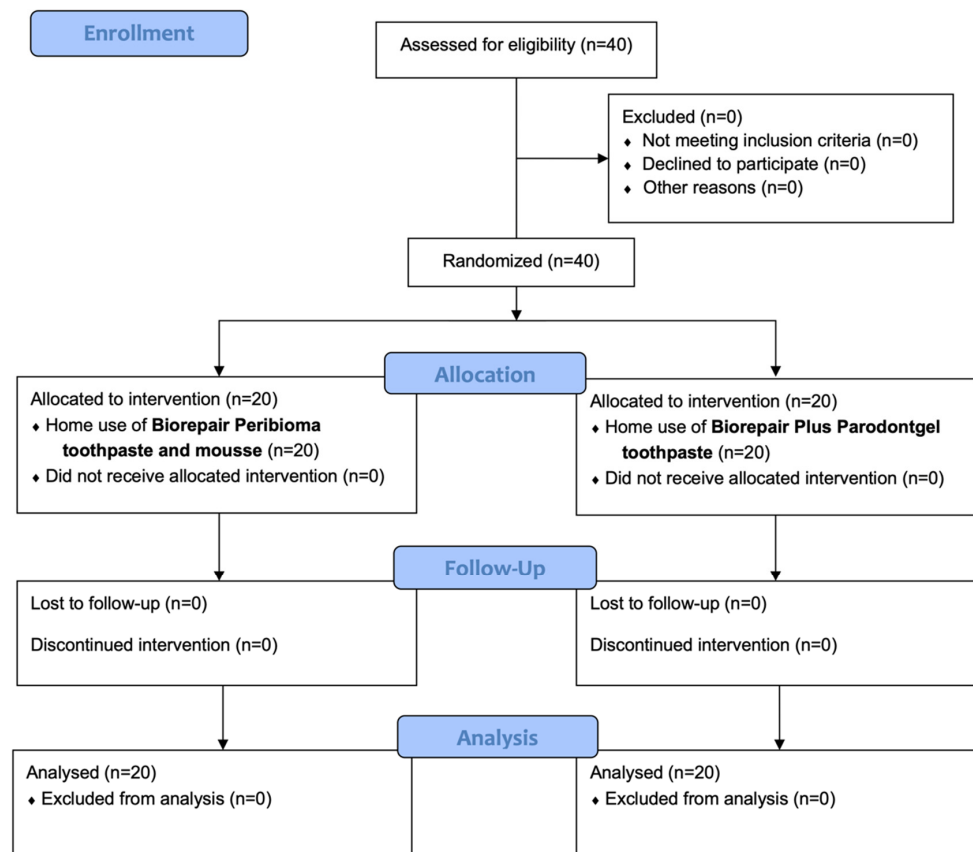 Enrollment
Assessed for eligibility (n=40)
Excluded (n=0)
♦ Not meeting inclusion criteria (n=0)
♦ Declined to participate (n=0)
♦ Other reasons (n=0)
Randomized (n=40)
Allocation
Allocated to intervention (n=20)
♦ Home use of Biorepair Peribioma
toothpaste and mousse (n=20)
♦ Did not receive allocated intervention (n=0)
Allocated to intervention (n=20)
♦ Home use of Biorepair Plus Parodontgel
toothpaste (n=20)
♦ Did not receive allocated intervention (n=0)
Follow-Up
Lost to follow-up (n=0)
Discontinued intervention (n=0)
Lost to follow-up (n=0)
Discontinued intervention (n=0)
Analysis
Analysed (n=20)
♦ Excluded from analysis (n=0)
Analysed (n=20)
♦ Excluded from analysis (n=0)